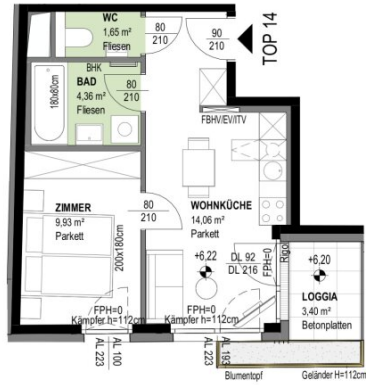 WC
1,65 m²
Fliesen
80
210
90
210
TOP 14
BHK
BAD
4,36 m²
Fliesen
180x80cm
80
210
FBHV/EV/ITV
ZIMMER
9,93 m²
Parkett
80
210
WOHNKÜCHE
14,06 m²
Parkett
200x180cm
+6,22
DL 92
DL 216
FPH=0
Rigol
+6,20
LOGGIA
3,40 m²
Betonplatten
FPH=0
Kämpfer h=112cm
FPH=0
Kämpfer h=112cm
AL 223
AL 100
AL 223
AL 193
Blumentopf
Geländer H=112cm